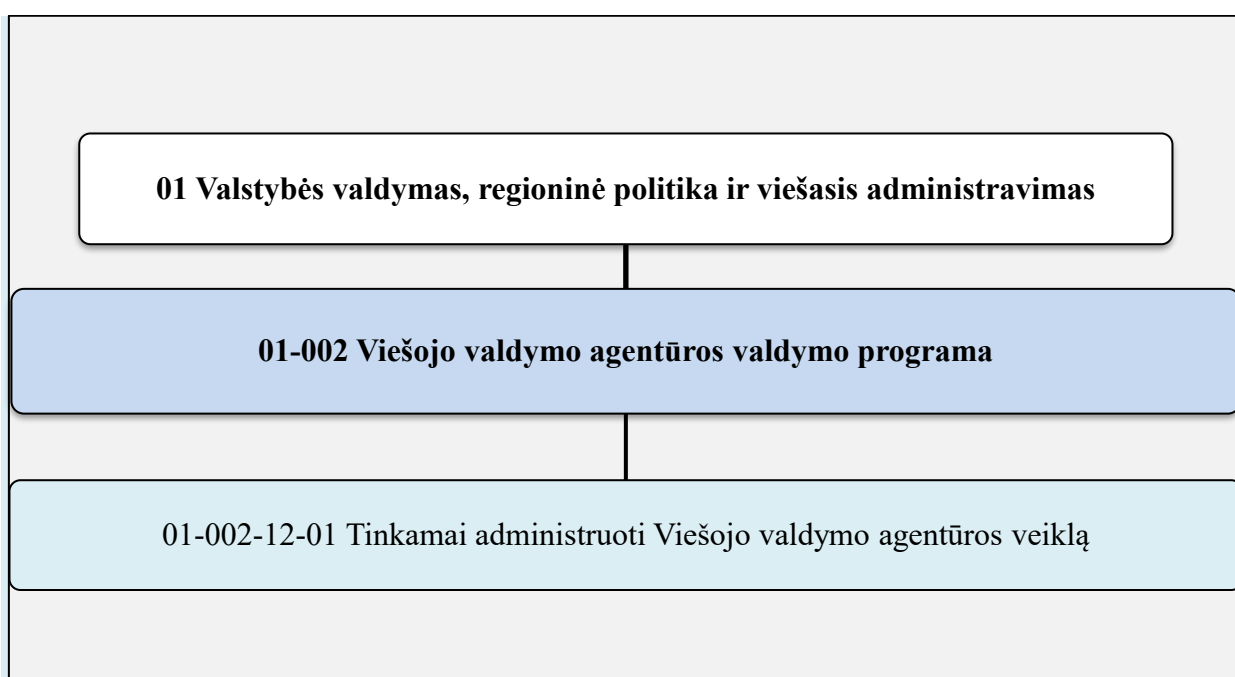 01 Valstybės valdymas, regioninė politika ir viešasis administravimas
01-002 Viešojo valdymo agentūros valdymo programa
01-002-12-01 Tinkamai administruoti Viešojo valdymo agentūros veiklą